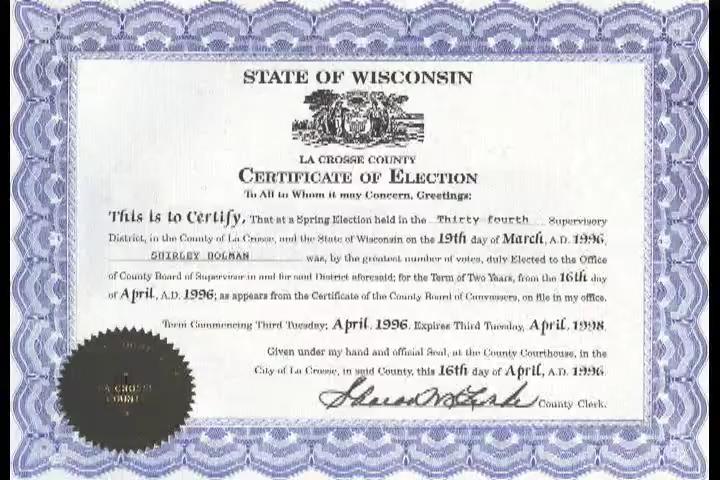 STATE OF WISCONSIN
LA CROSSE COUNTY
CERTIFICATE OF ELECTION
To All to Whom it may Concern, Greetings:
This is to Certify, That at a Spring Election held in the Thirty fourth Supervisory
District, in the County of La Crosse, and the State of Wisconsin on the 19th day of March, A.D. 1996,
SHIRLEY HOLMAN was, by the greatest number of votes, duly Elected to the Office
of County Board of Supervisor in and for said District aforesaid; for the Term of Two Years, from the 16th day
of April, A.D. 1996; as appears from the Certificate of the County Board of Canvassers, on file in my office.
Term Commencing Third Tuesday; April, 1996, Expires Third Tuesday, April, 1998.
Given under my hand and official Seal, at the County Courthouse, in the
City of La Crosse, in said County, this 16th day of April, A.D. 1996
County Clerk.
LA CROSSE
COUNTY